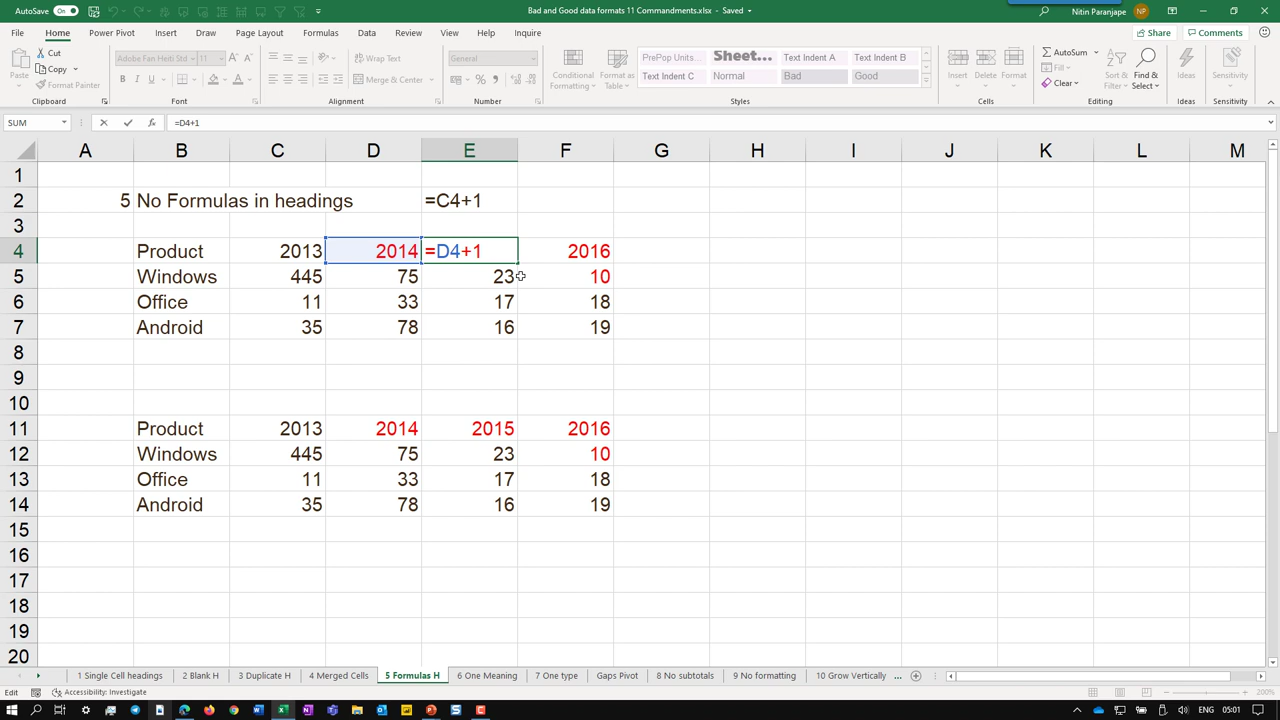 AutoSave On Bad and Good data formats 11 Commandments.xlsx - Saved Nitin Paranjape NP
File Home Power Pivot Insert Draw Page Layout Formulas Data Review View Help Inquire Share Comments
Paste Cut Copy Format Painter Clipboard
Adobe Fan Heiti Std 11 B I U Font
Wrap Text Merge & Center Alignment
General $ % Number
Conditional Formatting Format as Table
PrePop Units... Sheet... Text Indent A Text Indent B
Text Indent C Normal Bad Good
Styles
Insert Delete Format Cells
AutoSum Fill Clear Sort & Filter Find & Select Editing
Ideas Ideas
Sensitivity Sensitivity
SUM fx =D4+1
A B C D E F G H I J K L M
1
2 5 No Formulas in headings =C4+1
3
4 Product 2013 2014 =D4+1 2016
5 Windows 445 75 23 10
6 Office 11 33 17 18
7 Android 35 78 16 19
8
9
10
11 Product 2013 2014 2015 2016
12 Windows 445 75 23 10
13 Office 11 33 17 18
14 Android 35 78 16 19
15
16
17
18
19
20
1 Single Cell headings 2 Blank H 3 Duplicate H 4 Merged Cells 5 Formulas H 6 One Meaning 7 One type Gaps Pivot 8 No subtotals 9 No formatting 10 Grow Vertically ...
Edit Accessibility: Investigate 200%
ENG 05:01